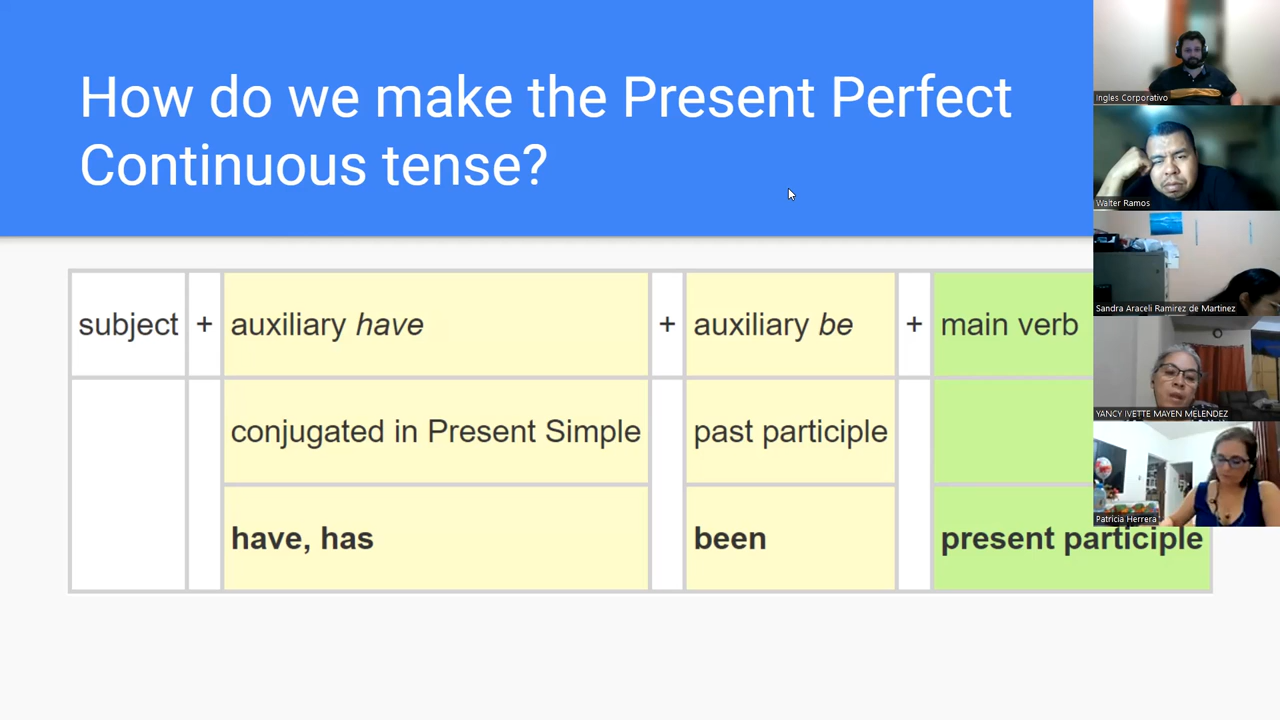 How do we make the Present Perfect
Continuous tense?
subject + auxiliary have + auxiliary be + main verb
conjugated in Present Simple past participle
have, has been present participle
Ingles Corporativo
Walter Ramos
Sandra Araceli Ramirez de Martinez
YANCY IVETTE MAYEN MELENDEZ
Patricia Herrera